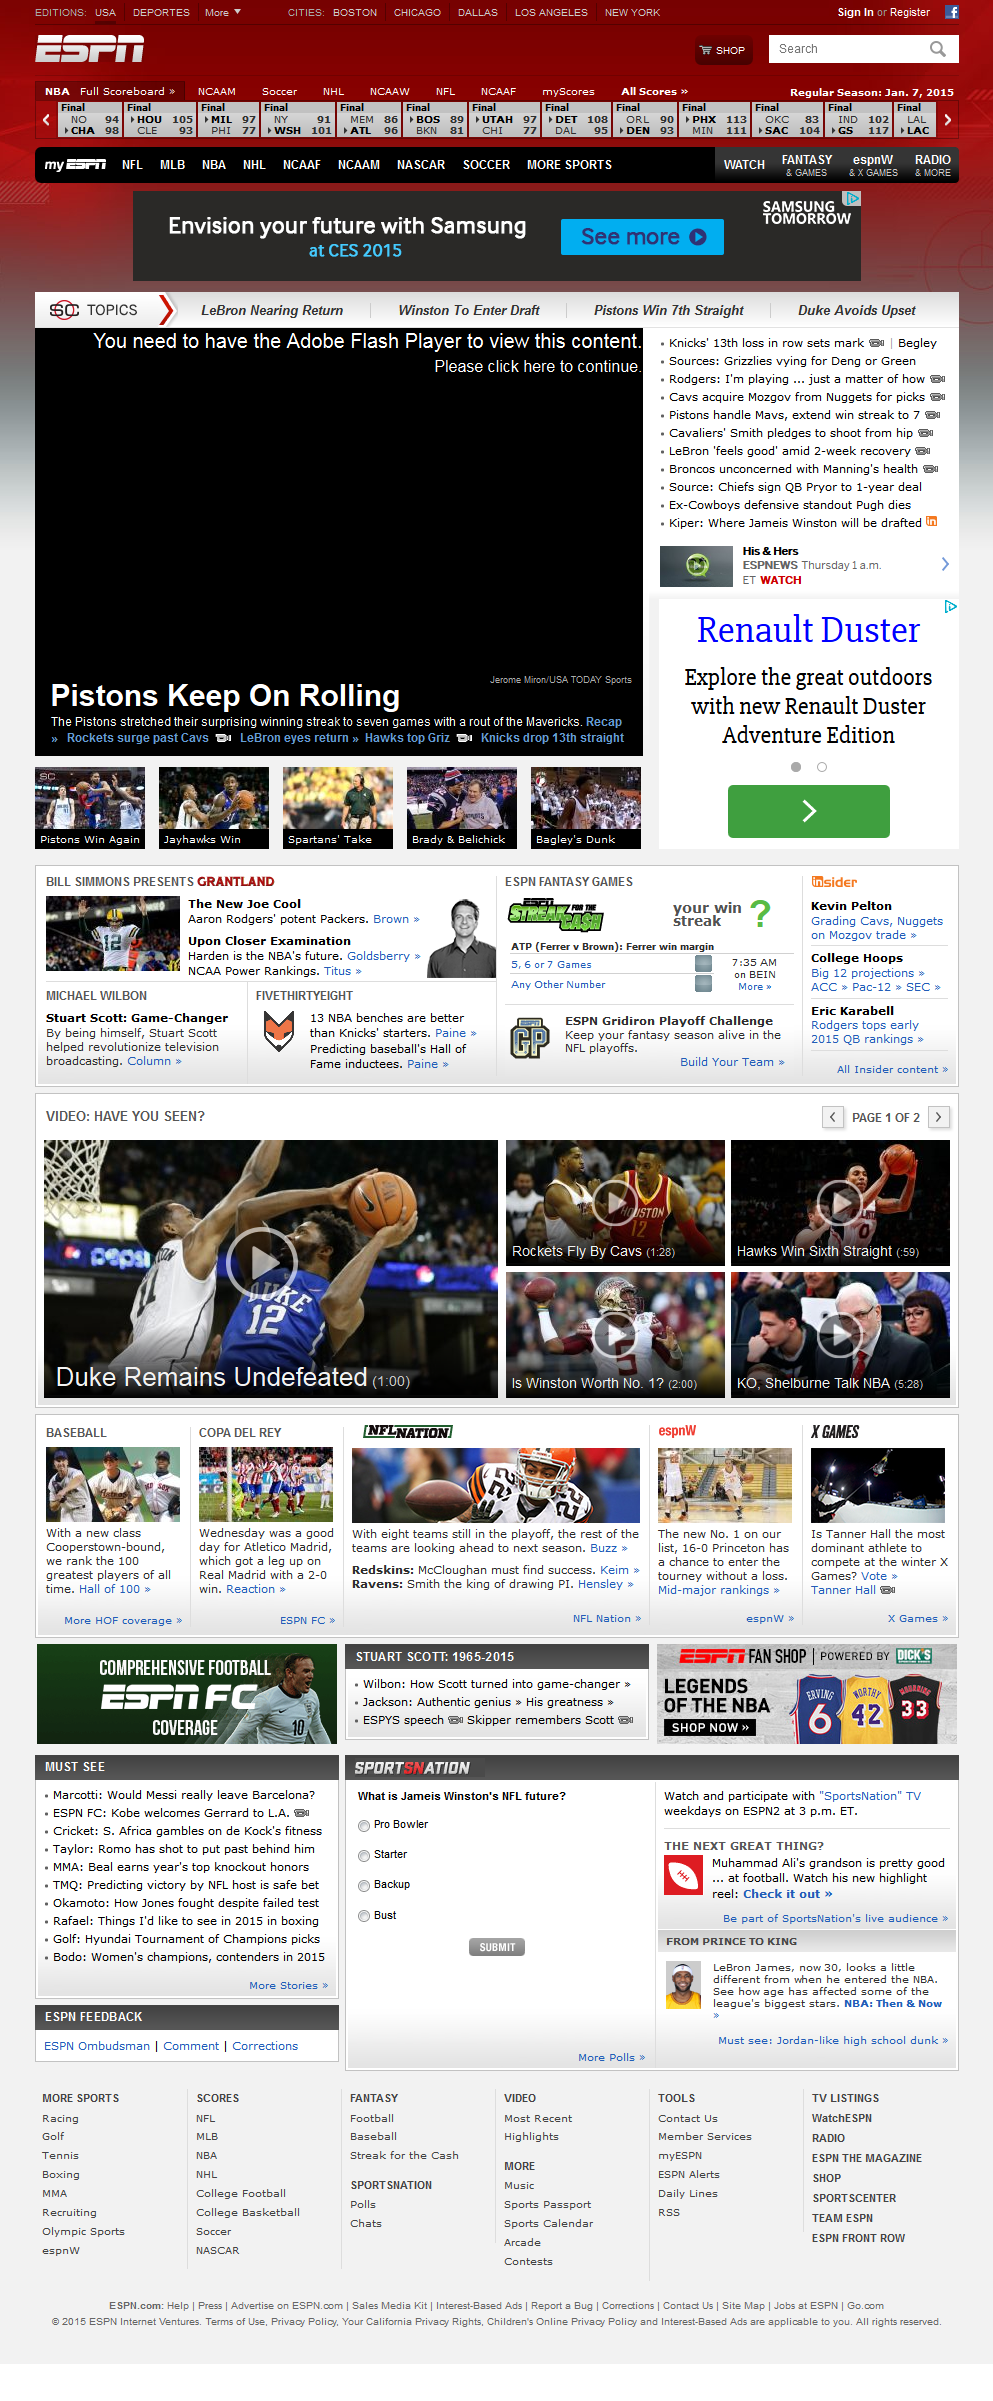 EDITIONS: USA DEPORTES More CITIES: BOSTON CHICAGO DALLAS LOS ANGELES NEW YORK Sign In or Register
ESPN SHOP Search
NBA Full Scoreboard » NCAAM Soccer NHL NCAAW NFL NCAAF myScores All Scores » Regular Season: Jan. 7, 2015
Final Final Final Final Final Final Final Final Final Final Final Final Final
NO 94 HOU 105 MIL 97 NY 91 MEM 86 BOS 89 UTAH 97 DET 108 ORL 90 PHX 113 OKC 83 IND 102 LAL
CHA 98 CLE 93 PHI 77 WSH 101 ATL 96 BKN 81 CHI 77 DAL 95 DEN 93 MIN 111 SAC 104 GS 117 LAC
my ESPN NFL MLB NBA NHL NCAAF NCAAM NASCAR SOCCER MORE SPORTS WATCH FANTASY & GAMES espnW & X GAMES RADIO & MORE
Envision your future with Samsung
at CES 2015
See more
SAMSUNG
TOMORROW
SC TOPICS LeBron Nearing Return Winston To Enter Draft Pistons Win 7th Straight Duke Avoids Upset
You need to have the Adobe Flash Player to view this content.
Please click here to continue.
Jerome Miron/USA TODAY Sports
Pistons Keep On Rolling
The Pistons stretched their surprising winning streak to seven games with a rout of the Mavericks. Recap
» Rockets surge past Cavs LeBron eyes return » Hawks top Griz Knicks drop 13th straight
SC
Pistons Win Again
Jayhawks Win
Spartans' Take
Brady & Belichick
Bagley's Dunk
Knicks' 13th loss in row sets mark | Begley
Sources: Grizzlies vying for Deng or Green
Rodgers: I'm playing ... just a matter of how
Cavs acquire Mozgov from Nuggets for picks
Pistons handle Mavs, extend win streak to 7
Cavaliers' Smith pledges to shoot from hip
LeBron 'feels good' amid 2-week recovery
Broncos unconcerned with Manning's health
Source: Chiefs sign QB Pryor to 1-year deal
Ex-Cowboys defensive standout Pugh dies
Kiper: Where Jameis Winston will be drafted in
His & Hers
ESPNEWS Thursday 1 a.m.
ET WATCH
Renault Duster
Explore the great outdoors
with new Renault Duster
Adventure Edition
BILL SIMMONS PRESENTS GRANTLAND
The New Joe Cool
Aaron Rodgers' potent Packers. Brown »
Upon Closer Examination
Harden is the NBA's future. Goldsberry »
NCAA Power Rankings. Titus »
12
MICHAEL WILBON
Stuart Scott: Game-Changer
By being himself, Stuart Scott
helped revolutionize television
broadcasting. Column »
FIVETHIRTYEIGHT
13 NBA benches are better
than Knicks' starters. Paine »
Predicting baseball's Hall of
Fame inductees. Paine »
ESPN FANTASY GAMES
STREAK FOR THE CASH
your win
streak ?
ATP (Ferrer v Brown): Ferrer win margin
5, 6 or 7 Games
Any Other Number
7:35 AM
on BEIN
More »
GP
ESPN Gridiron Playoff Challenge
Keep your fantasy season alive in the
NFL playoffs.
Build Your Team »
insider
Kevin Pelton
Grading Cavs, Nuggets
on Mozgov trade »
College Hoops
Big 12 projections »
ACC » Pac-12 » SEC »
Eric Karabell
Rodgers tops early
2015 QB rankings »
All Insider content »
VIDEO: HAVE YOU SEEN? PAGE 1 OF 2
DUKE
12
Duke Remains Undefeated (1:00)
HOUSTON
12
Rockets Fly By Cavs (1:28)
Hawks Win Sixth Straight (:59)
5
Is Winston Worth No. 1? (2:00)
KO, Shelburne Talk NBA (5:28)
BASEBALL
With a new class
Cooperstown-bound,
we rank the 100
greatest players of all
time. Hall of 100 »
More HOF coverage »
COPA DEL REY
Wednesday was a good
day for Atletico Madrid,
which got a leg up on
Real Madrid with a 2-0
win. Reaction »
ESPN FC »
NFL NATION
22
With eight teams still in the playoff, the rest of the
teams are looking ahead to next season. Buzz »
Redskins: McCloughan must find success. Keim »
Ravens: Smith the king of drawing PI. Hensley »
NFL Nation »
espnW
The new No. 1 on our
list, 16-0 Princeton has
a chance to enter the
tourney without a loss.
Mid-major rankings »
espnW »
X GAMES
Is Tanner Hall the most
dominant athlete to
compete at the winter X
Games? Vote »
Tanner Hall
X Games »
COMPREHENSIVE FOOTBALL
ESPN FC
COVERAGE
10
STUART SCOTT: 1965-2015
Wilbon: How Scott turned into game-changer »
Jackson: Authentic genius » His greatness »
ESPYS speech Skipper remembers Scott
ESPN FAN SHOP | POWERED BY DICK'S
LEGENDS
OF THE NBA
SHOP NOW »
ERVING 6 WORTHY 42 33
MUST SEE
Marcotti: Would Messi really leave Barcelona?
ESPN FC: Kobe welcomes Gerrard to L.A.
Cricket: S. Africa gambles on de Kock's fitness
Taylor: Romo has shot to put past behind him
MMA: Beal earns year's top knockout honors
TMQ: Predicting victory by NFL host is safe bet
Okamoto: How Jones fought despite failed test
Rafael: Things I'd like to see in 2015 in boxing
Golf: Hyundai Tournament of Champions picks
Bodo: Women's champions, contenders in 2015
More Stories »
ESPN FEEDBACK
ESPN Ombudsman | Comment | Corrections
SPORTSNATION
What is Jameis Winston's NFL future?
Pro Bowler
Starter
Backup
Bust
SUBMIT
More Polls »
Watch and participate with "SportsNation" TV
weekdays on ESPN2 at 3 p.m. ET.
THE NEXT GREAT THING?
Muhammad Ali's grandson is pretty good
... at football. Watch his new highlight
reel: Check it out »
Be part of SportsNation's live audience »
FROM PRINCE TO KING
LeBron James, now 30, looks a little
different from when he entered the NBA.
See how age has affected some of the
league's biggest stars. NBA: Then & Now
»
Must see: Jordan-like high school dunk »
MORE SPORTS
Racing
Golf
Tennis
Boxing
MMA
Recruiting
Olympic Sports
espnW
SCORES
NFL
MLB
NBA
NHL
College Football
College Basketball
Soccer
NASCAR
FANTASY
Football
Baseball
Streak for the Cash
SPORTSNATION
Polls
Chats
VIDEO
Most Recent
Highlights
MORE
Music
Sports Passport
Sports Calendar
Arcade
Contests
TOOLS
Contact Us
Member Services
myESPN
ESPN Alerts
Daily Lines
RSS
TV LISTINGS
WatchESPN
RADIO
ESPN THE MAGAZINE
SHOP
SPORTSCENTER
TEAM ESPN
ESPN FRONT ROW
ESPN.com: Help | Press | Advertise on ESPN.com | Sales Media Kit | Interest-Based Ads | Report a Bug | Corrections | Contact Us | Site Map | Jobs at ESPN | Go.com
© 2015 ESPN Internet Ventures. Terms of Use, Privacy Policy, Your California Privacy Rights, Children's Online Privacy Policy and Interest-Based Ads are applicable to you. All rights reserved.